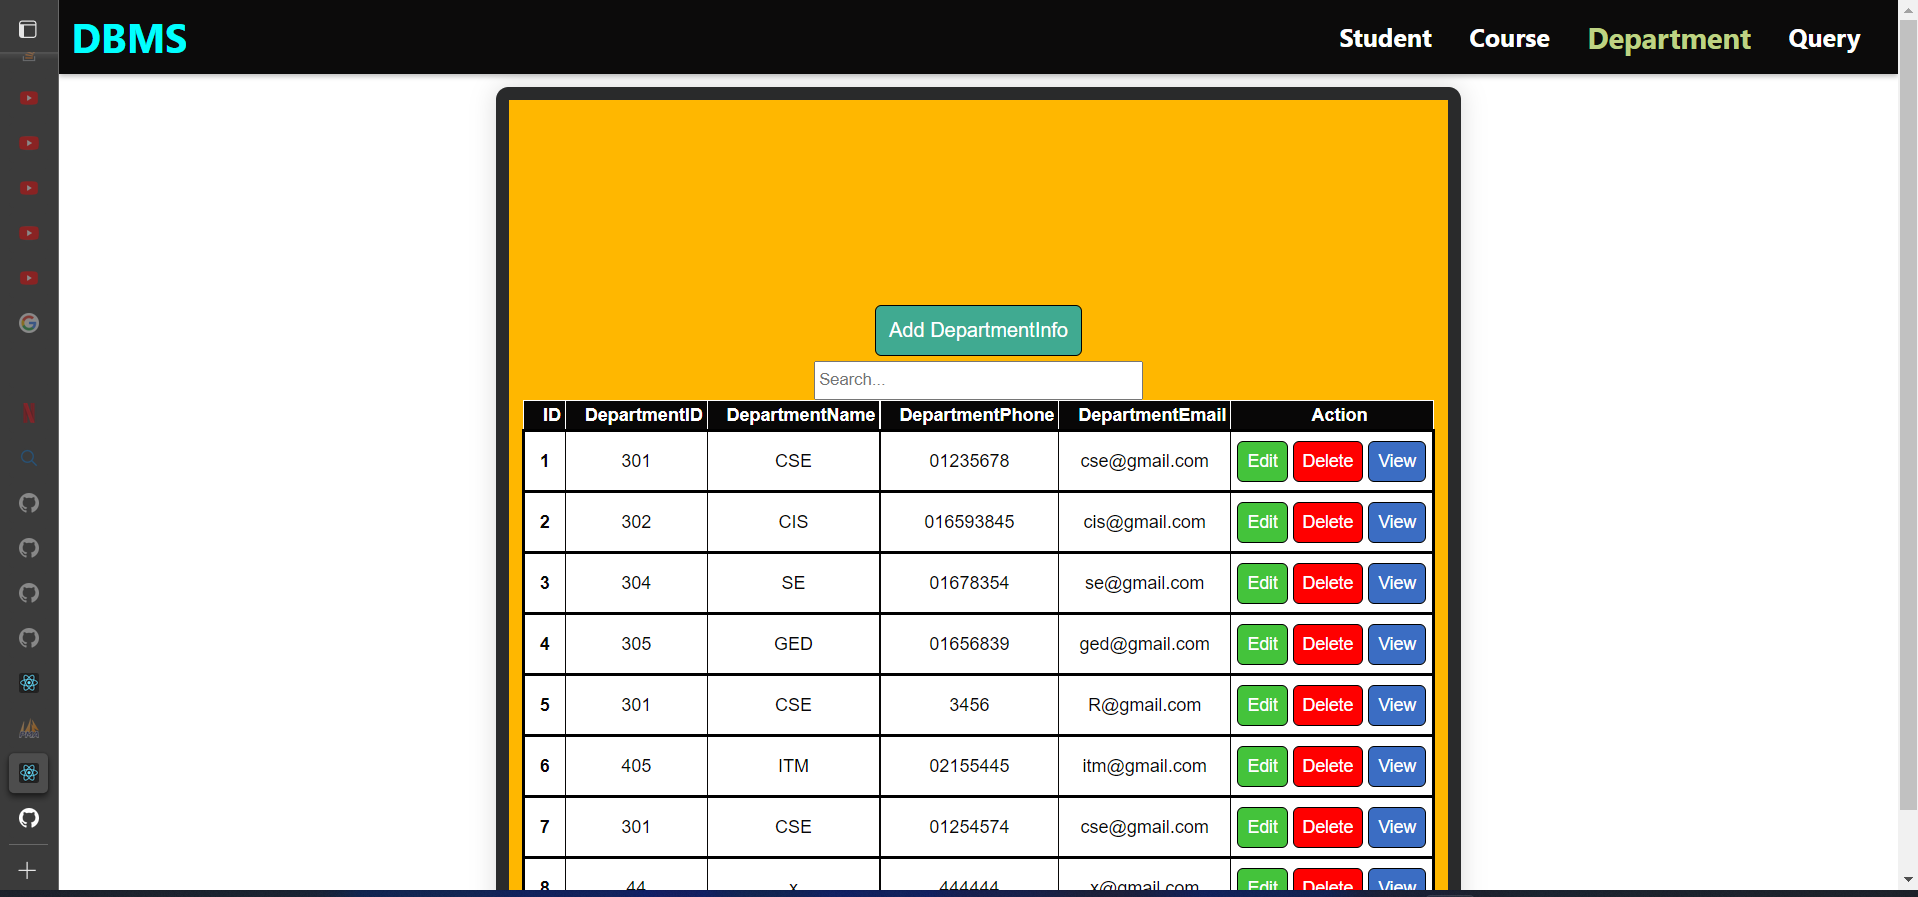 DBMS Student Course Department Query
Add DepartmentInfo
Search...
ID DepartmentID DepartmentName DepartmentPhone DepartmentEmail Action
1 301 CSE 01235678 cse@gmail.com Edit Delete View
2 302 CIS 016593845 cis@gmail.com Edit Delete View
3 304 SE 01678354 se@gmail.com Edit Delete View
4 305 GED 01656839 ged@gmail.com Edit Delete View
5 301 CSE 3456 R@gmail.com Edit Delete View
6 405 ITM 02155445 itm@gmail.com Edit Delete View
7 301 CSE 01254574 cse@gmail.com Edit Delete View
8 44 x 444444 x@gmail.com Edit Delete View